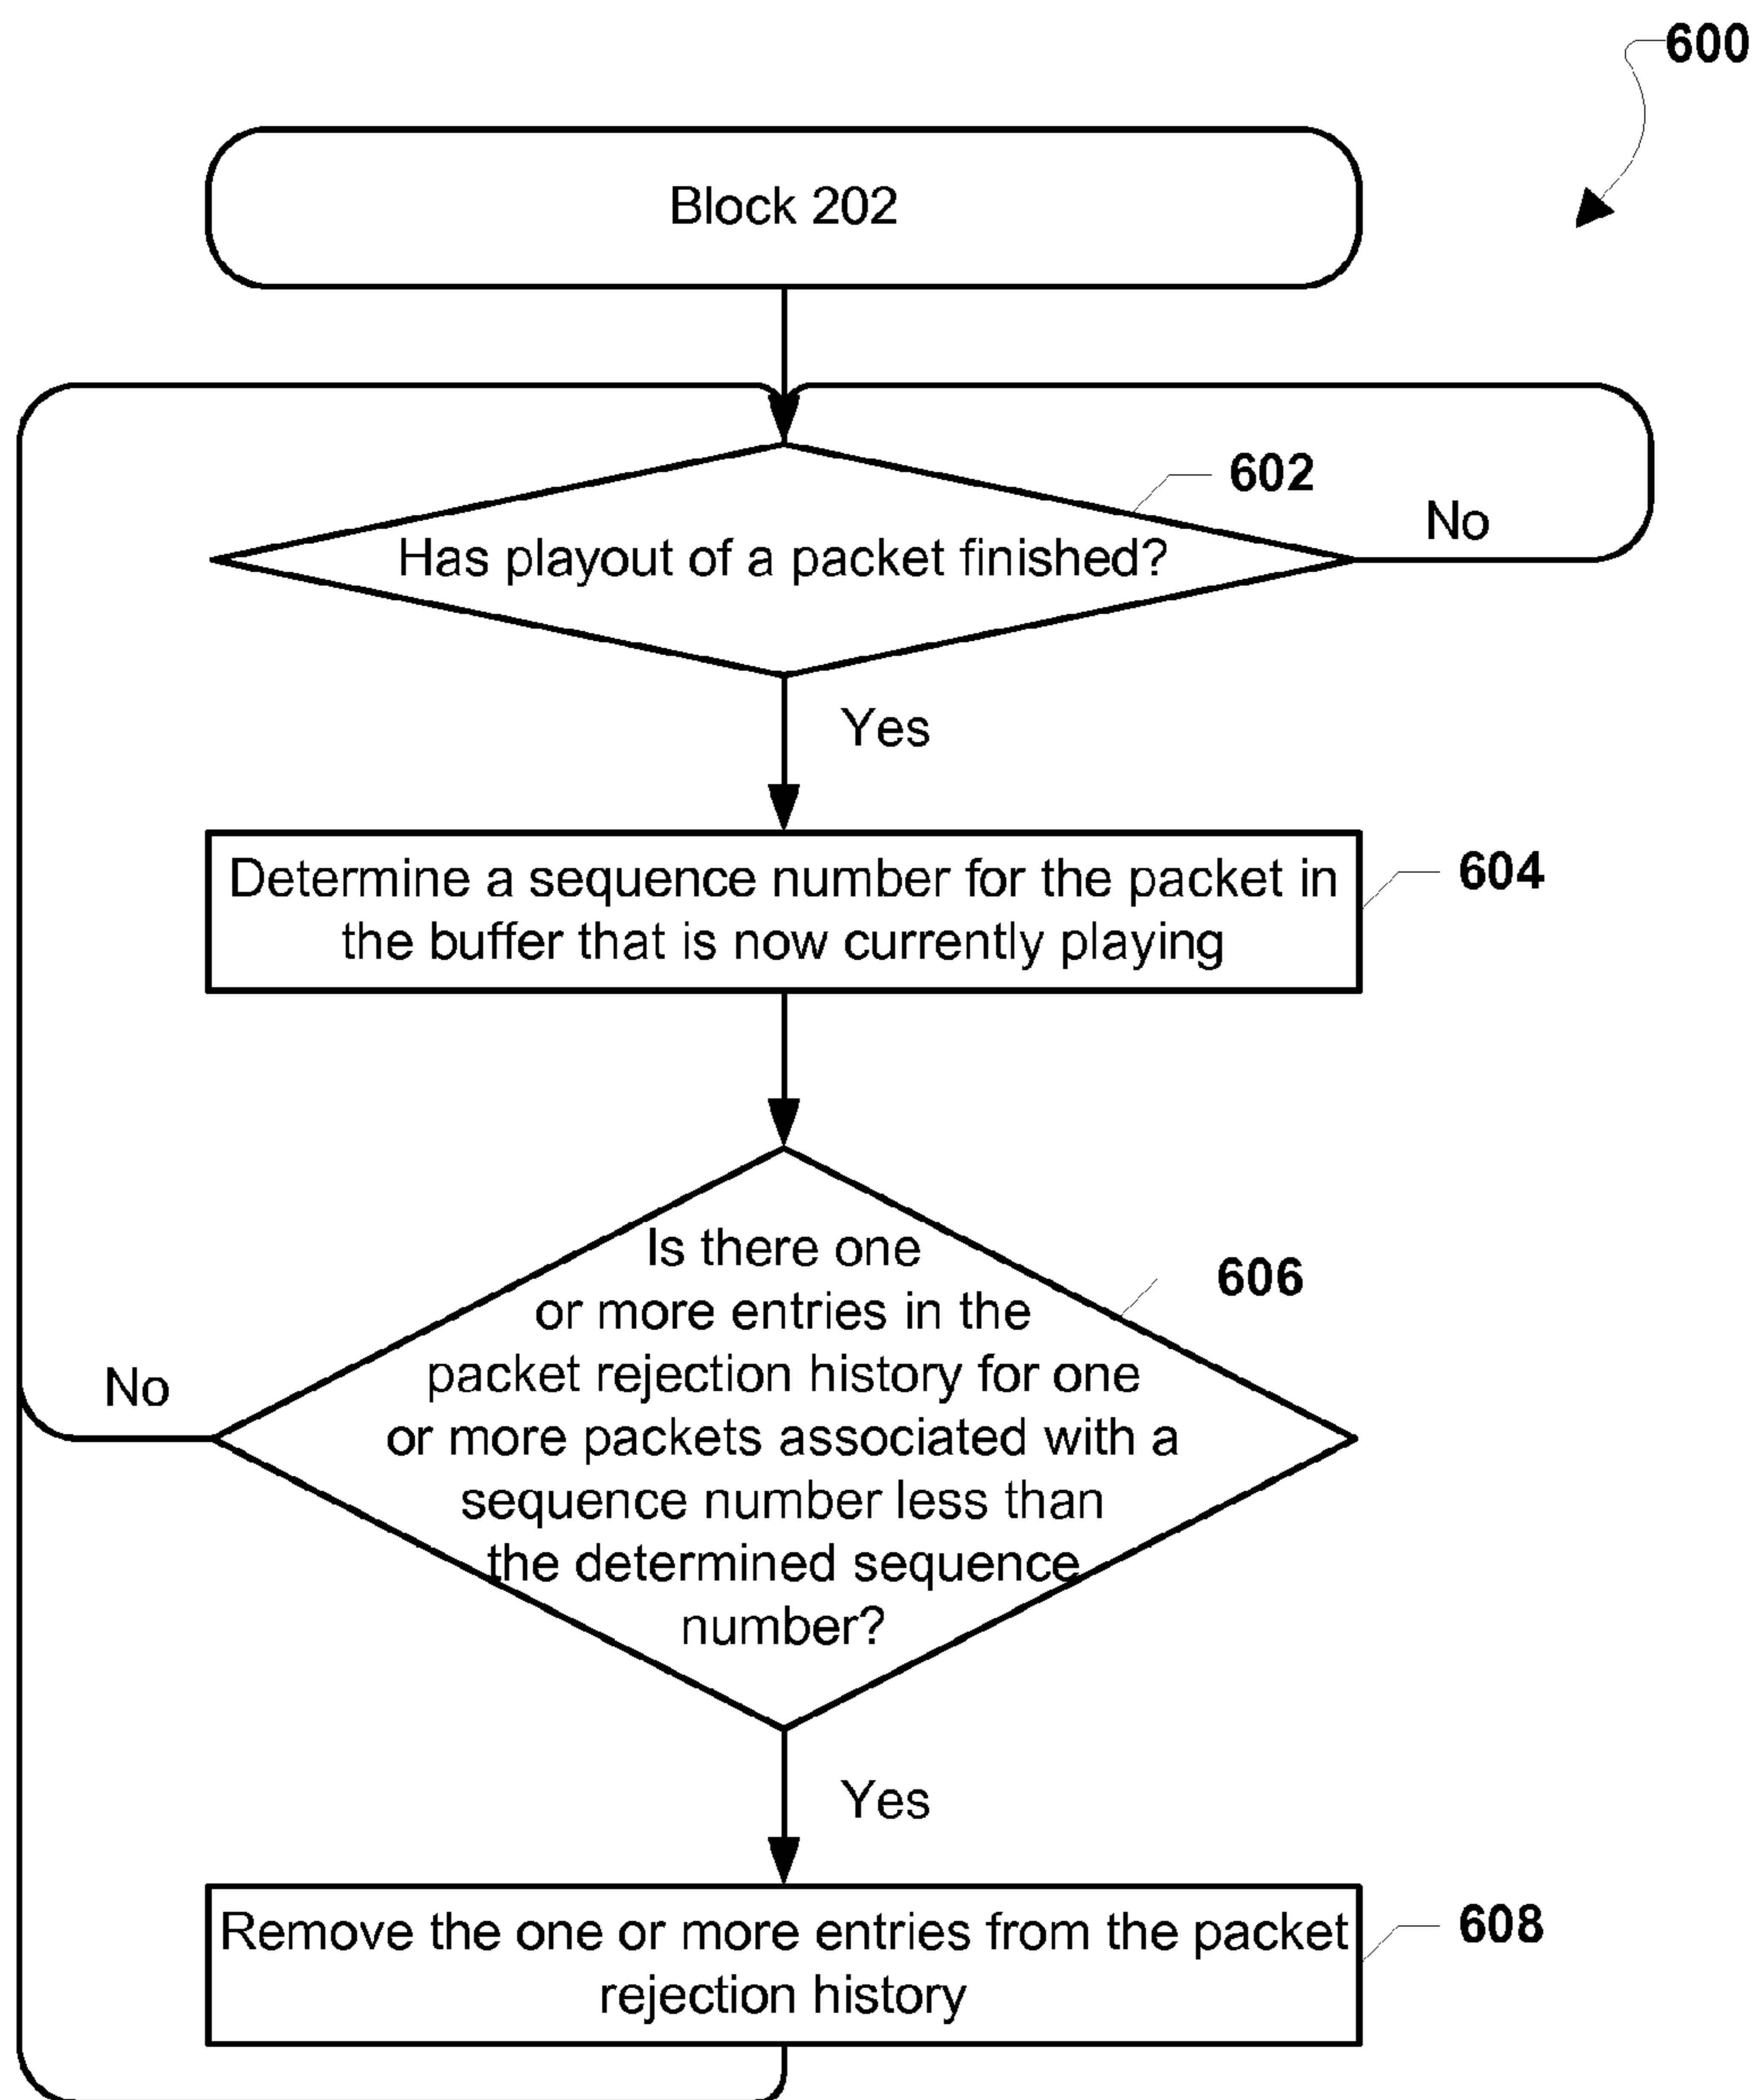 600
Block 202
602
No
Has playout of a packet finished?
Yes
Determine a sequence number for the packet in
the buffer that is now currently playing
604
Is there one
or more entries in the
packet rejection history for one
or more packets associated with a
sequence number less than
the determined sequence
number?
606
No
Yes
Remove the one or more entries from the packet
rejection history
608